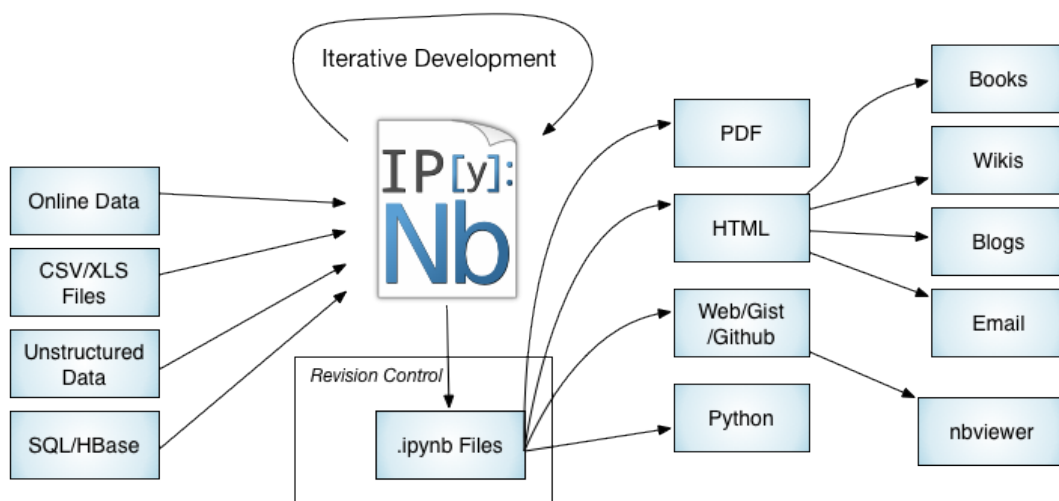 Iterative Development
IP[y]:
Nb
Online Data
CSV/XLS
Files
Unstructured
Data
SQL/HBase
Revision Control
.ipynb Files
PDF
HTML
Web/Gist
/Github
Python
Books
Wikis
Blogs
Email
nbviewer